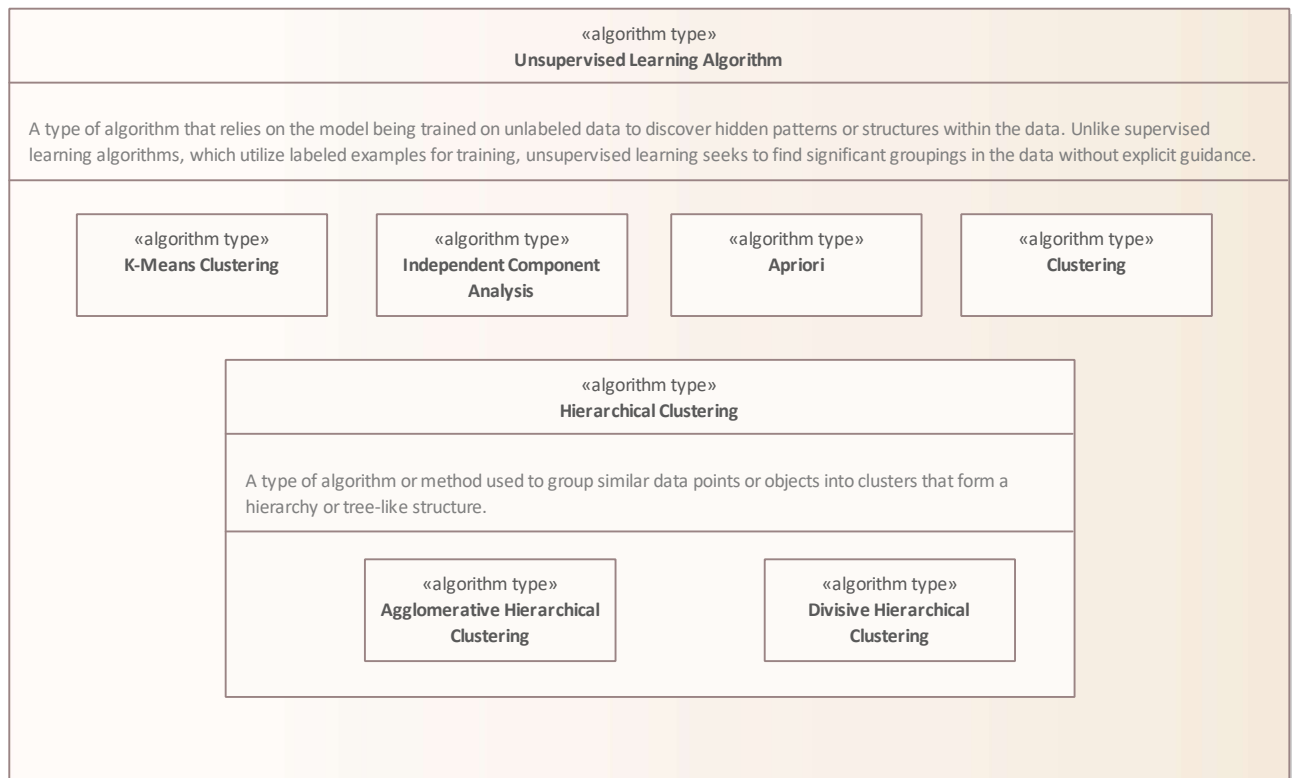 «algorithm type»
Unsupervised Learning Algorithm
A type of algorithm that relies on the model being trained on unlabeled data to discover hidden patterns or structures within the data. Unlike supervised
learning algorithms, which utilize labeled examples for training, unsupervised learning seeks to find significant groupings in the data without explicit guidance.
«algorithm type»
K-Means Clustering
«algorithm type»
Independent Component
Analysis
«algorithm type»
Apriori
«algorithm type»
Clustering
«algorithm type»
Hierarchical Clustering
A type of algorithm or method used to group similar data points or objects into clusters that form a
hierarchy or tree-like structure.
«algorithm type»
Agglomerative Hierarchical
Clustering
«algorithm type»
Divisive Hierarchical
Clustering